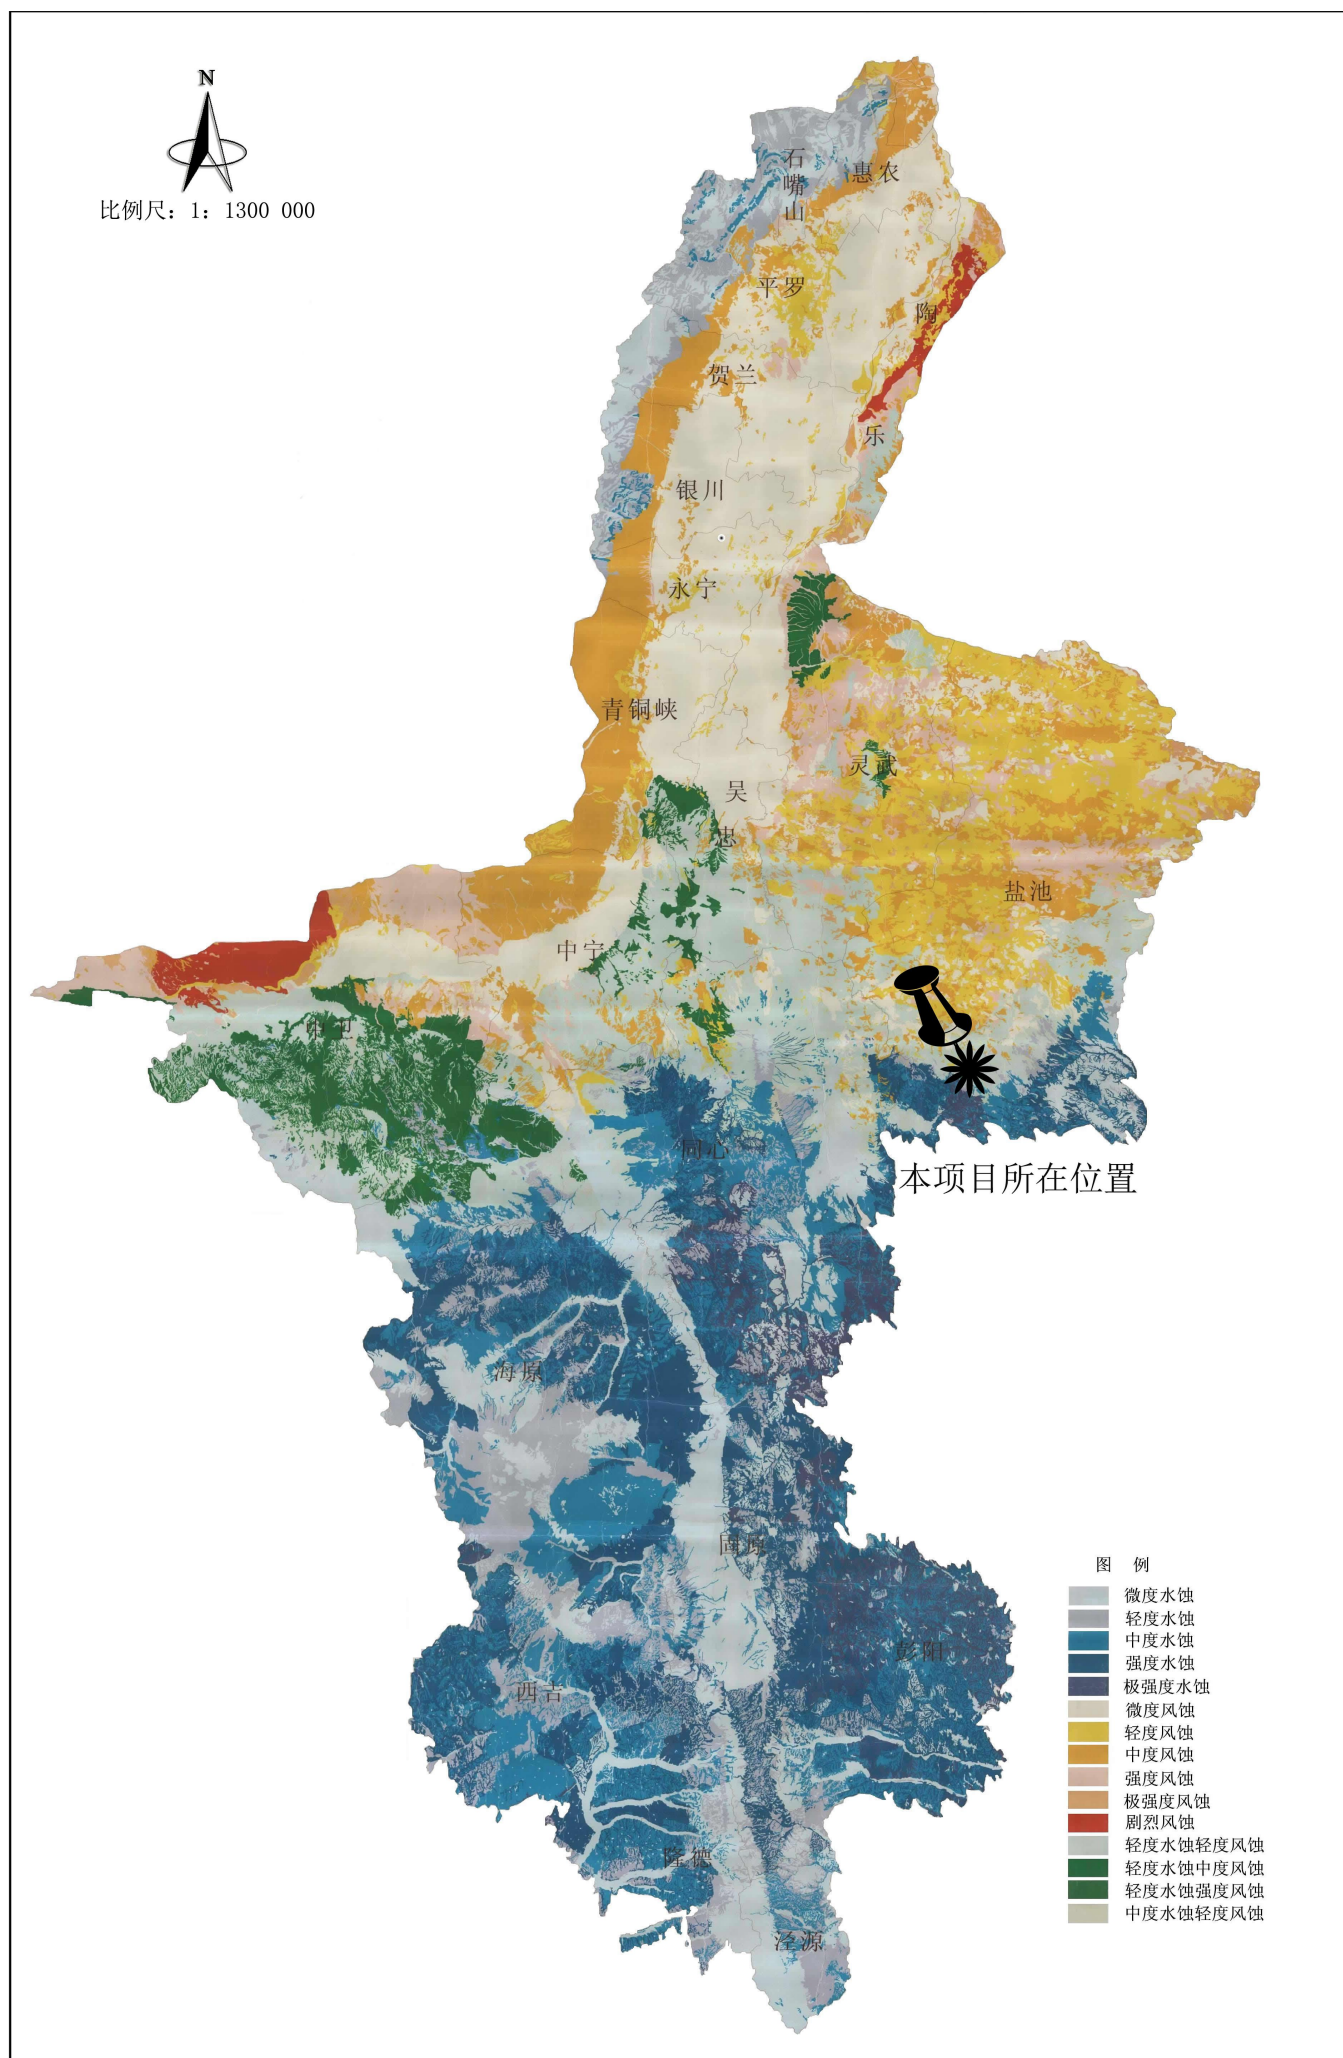 N
比例尺：1：1300 000
石嘴山
惠农
平罗
陶乐
贺兰
银川
永宁
青铜峡
灵武
吴忠
盐池
中宁
中卫
同心
本项目所在位置
海原
固原
彭阳
西吉
隆德
泾源
图 例
微度水蚀
轻度水蚀
中度水蚀
强度水蚀
极强度水蚀
微度风蚀
轻度风蚀
中度风蚀
强度风蚀
极强度风蚀
剧烈风蚀
轻度水蚀轻度风蚀
轻度水蚀中度风蚀
轻度水蚀强度风蚀
中度水蚀轻度风蚀